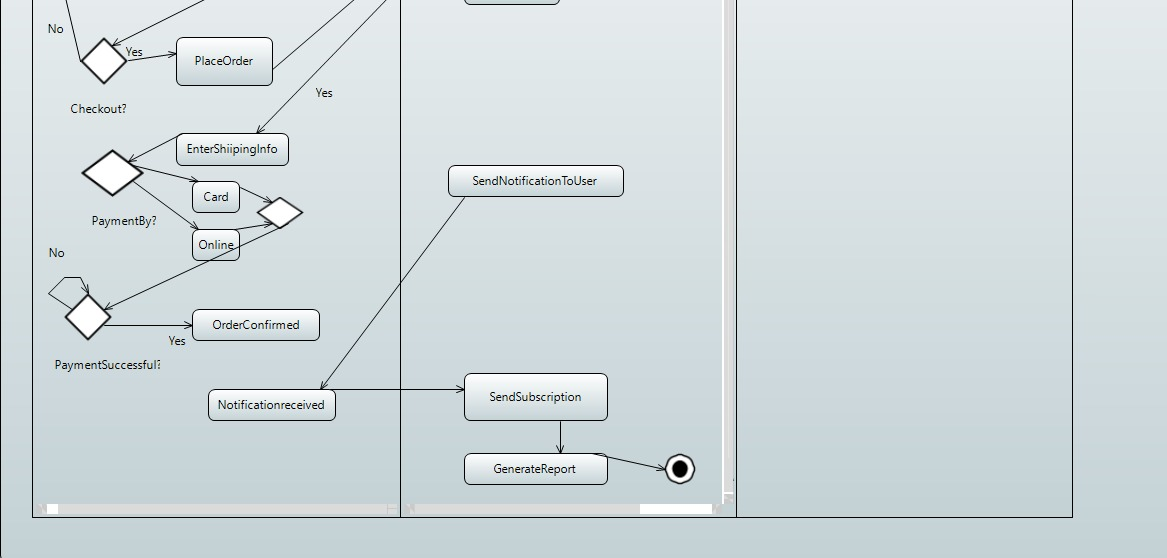 No
Yes
PlaceOrder
Checkout?
Yes
EnterShiipingInfo
Card
SendNotificationToUser
PaymentBy?
Online
No
OrderConfirmed
Yes
PaymentSuccessful?
Notificationreceived
SendSubscription
GenerateReport